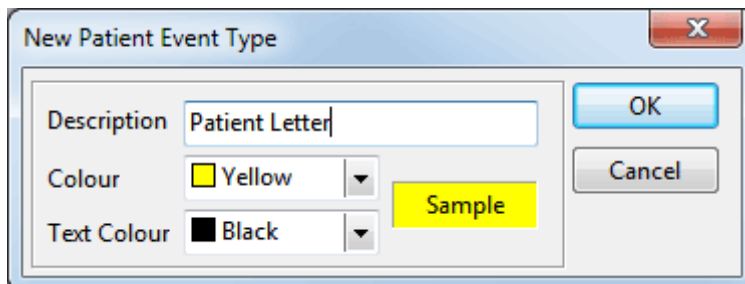 New Patient Event Type
Description Patient Letter
OK
Colour Yellow
Cancel
Sample
Text Colour Black